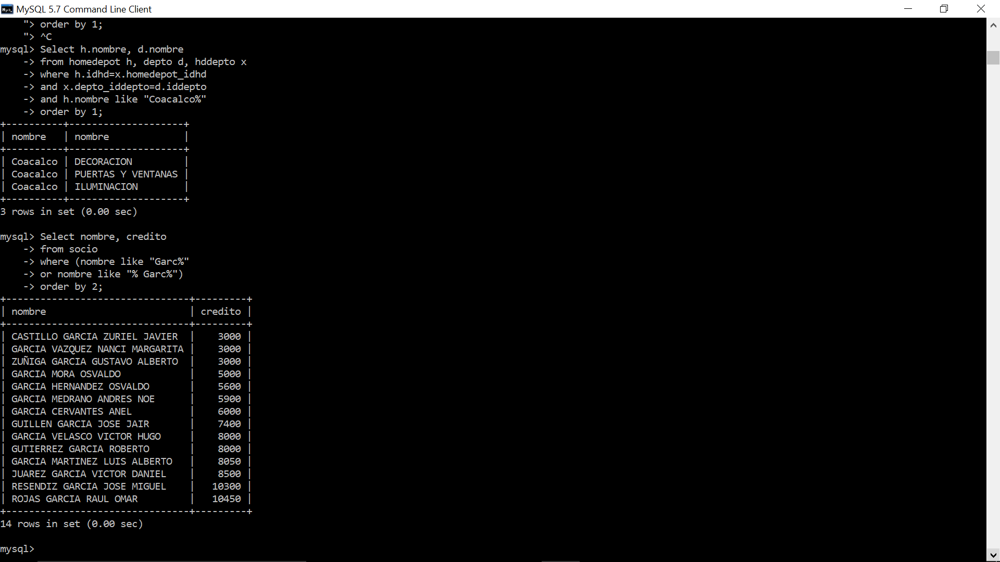 MySQL 5.7 Command Line Client
    "> order by 1;
    "> ^C
mysql> Select h.nombre, d.nombre
    -> from homedepot h, depto d, hddepto x
    -> where h.idhd=x.homedepot_idhd
    -> and x.depto_iddepto=d.iddepto
    -> and h.nombre like "Coacalco%"
    -> order by 1;
+----------+--------------------+
| nombre   | nombre             |
+----------+--------------------+
| Coacalco | DECORACION         |
| Coacalco | PUERTAS Y VENTANAS |
| Coacalco | ILUMINACION        |
+----------+--------------------+
3 rows in set (0.00 sec)

mysql> Select nombre, credito
    -> from socio
    -> where (nombre like "Garc%"
    -> or nombre like "% Garc%")
    -> order by 2;
+--------------------------------+---------+
| nombre                         | credito |
+--------------------------------+---------+
| CASTILLO GARCIA ZURIEL JAVIER  |    3000 |
| GARCIA VAZQUEZ NANCI MARGARITA |    3000 |
| ZUÑIGA GARCIA GUSTAVO ALBERTO  |    3000 |
| GARCIA MORA OSVALDO            |    5000 |
| GARCIA HERNANDEZ OSVALDO       |    5600 |
| GARCIA MEDRANO ANDRES NOE      |    5900 |
| GARCIA CERVANTES ANEL          |    6000 |
| GUILLEN GARCIA JOSE JAIR       |    7400 |
| GARCIA VELASCO VICTOR HUGO     |    8000 |
| GUTIERREZ GARCIA ROBERTO       |    8000 |
| GARCIA MARTINEZ LUIS ALBERTO   |    8050 |
| JUAREZ GARCIA VICTOR DANIEL    |    8500 |
| RESENDIZ GARCIA JOSE MIGUEL    |   10300 |
| ROJAS GARCIA RAUL OMAR         |   10450 |
+--------------------------------+---------+
14 rows in set (0.00 sec)

mysql>